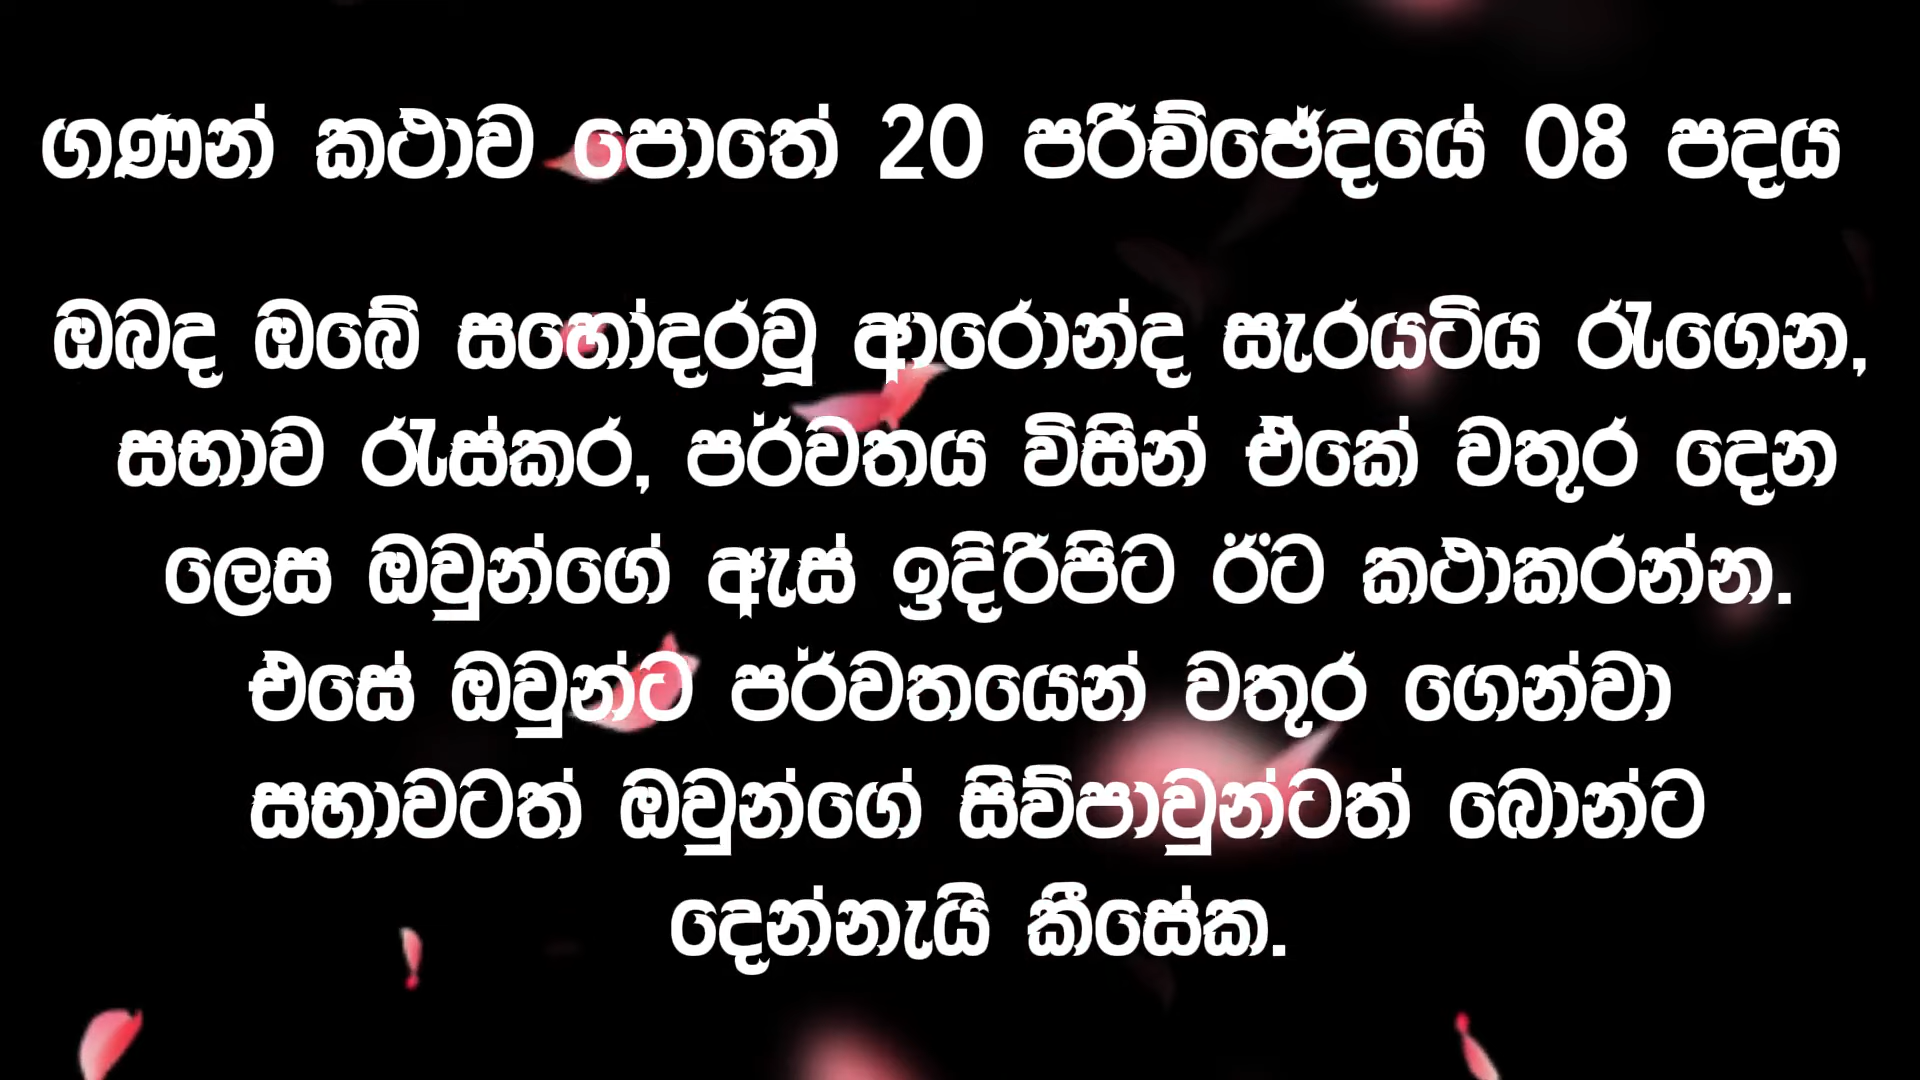 ගණන් කථාව පොතේ 20 පරිච්ඡේදයේ 08 පදය
ඔබද ඔබේ සහෝදරවූ ආරොන්ද සැරයටිය රැගෙන,
සභාව රැස්කර, පර්වතය විසින් ඒකේ වතුර දෙන
ලෙස ඔවුන්ගේ ඇස් ඉදිරිපිට ඊට කථාකරන්න.
එසේ ඔවුන්ට පර්වතයෙන් වතුර ගෙන්වා
සභාවටත් ඔවුන්ගේ සිව්පාවුන්ටත් බොන්ට
දෙන්නැයි කීසේක.